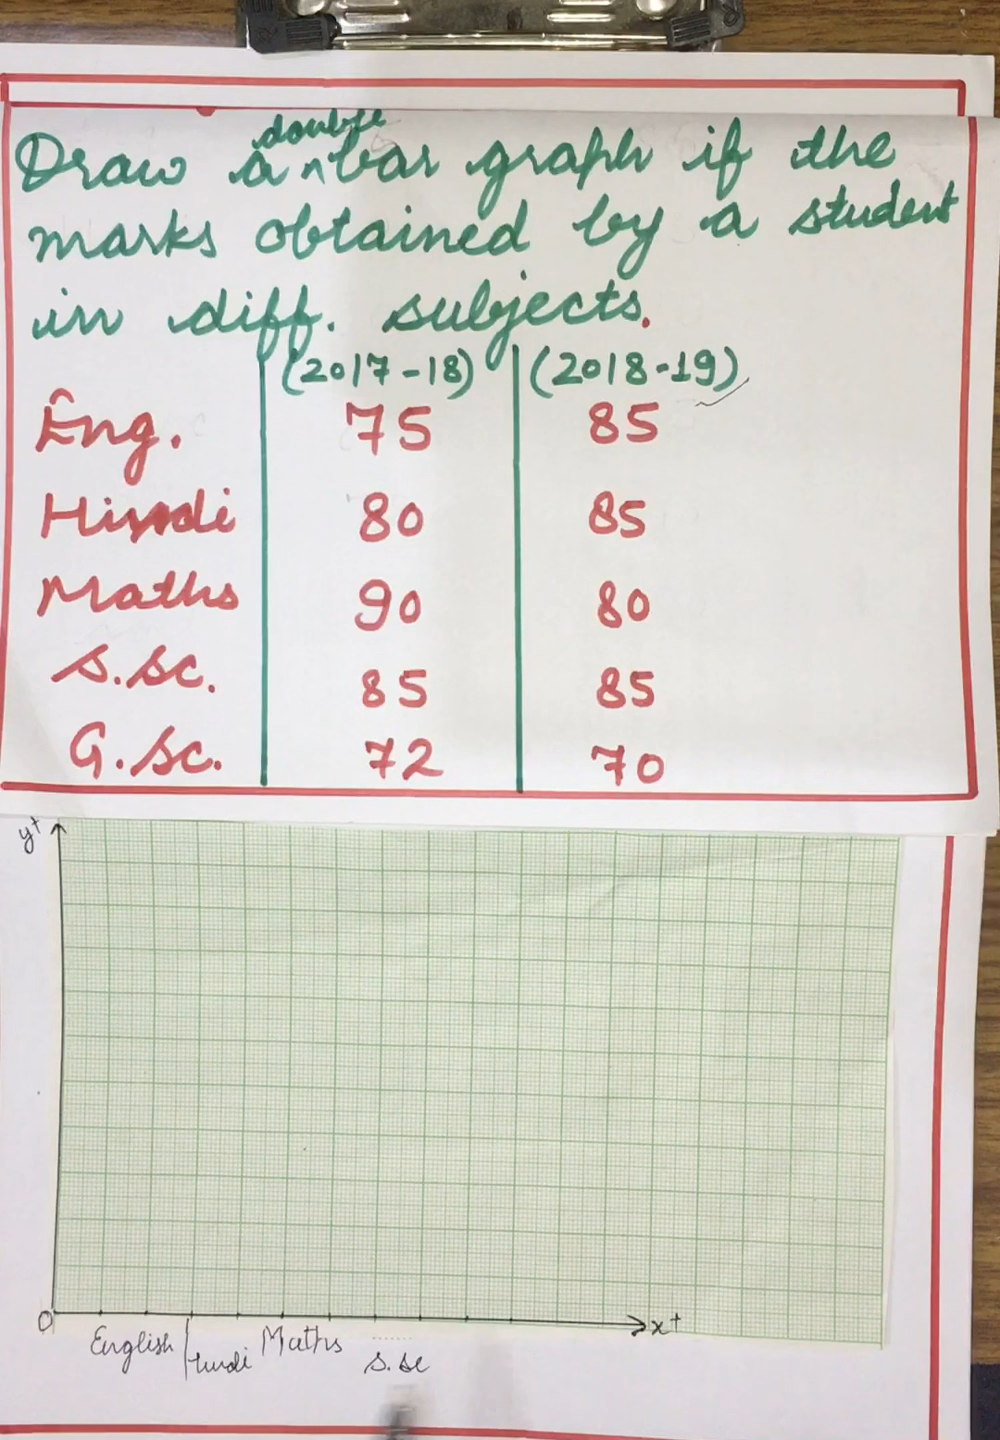 double
Draw a ^ bar graph if the
marks obtained by a student
in diff. subjects.
(2017-18) (2018-19)
Eng. 75 85
Hindi 80 85
Maths 90 80
S.Sc. 85 85
G.Sc. 72 70
y+
O x+
English Hindi Maths S.Sc